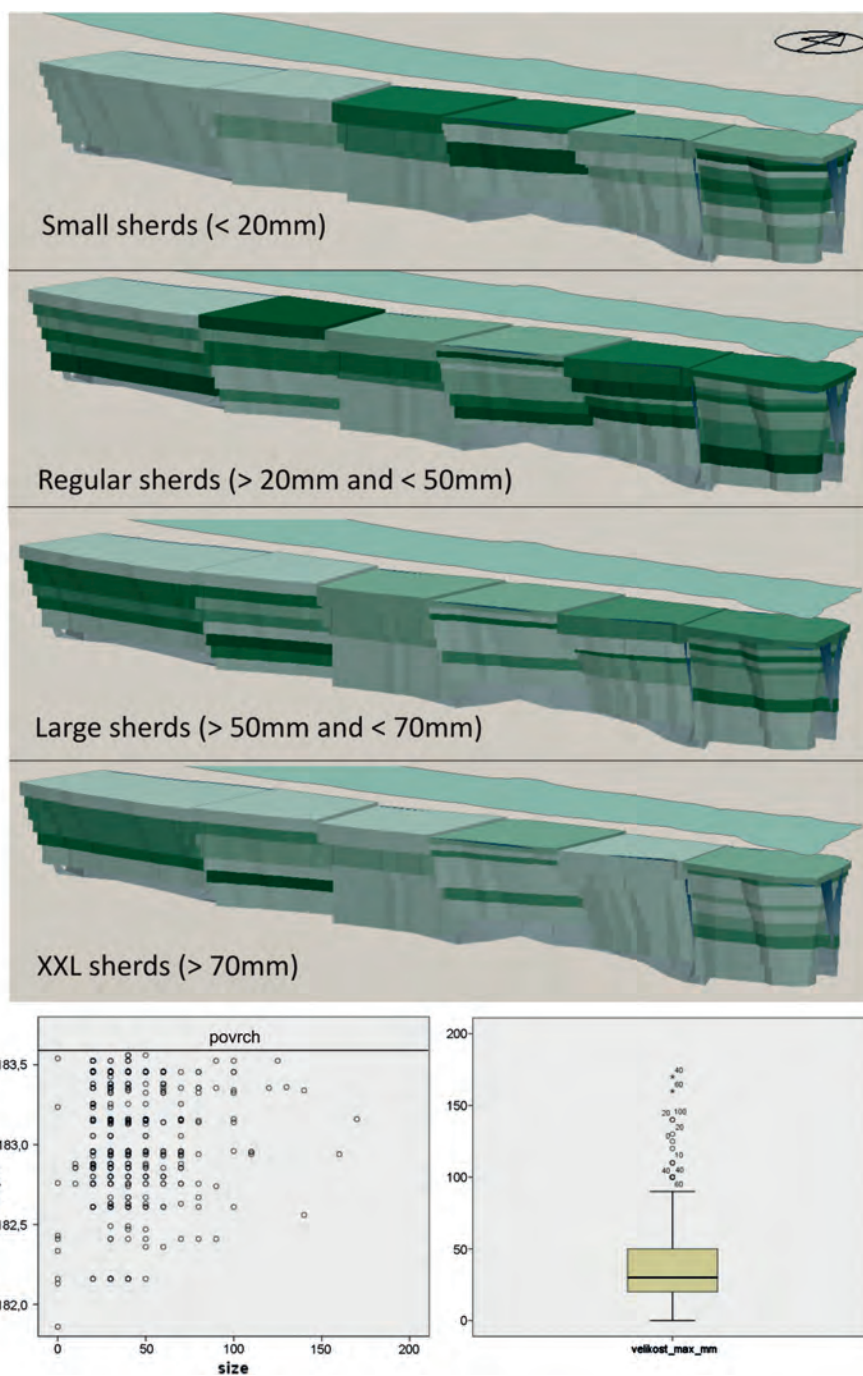 Small sherds (< 20mm)
Regular sherds (> 20mm and < 50mm)
Large sherds (> 50mm and < 70mm)
XXL sherds (> 70mm)
povrch
183,5
183,0
182,5
182,0
0 50 100 150 200
size
200
150
100
50
0
40
60
20 100
20
0
10
40 40
60
velikost_max_mm